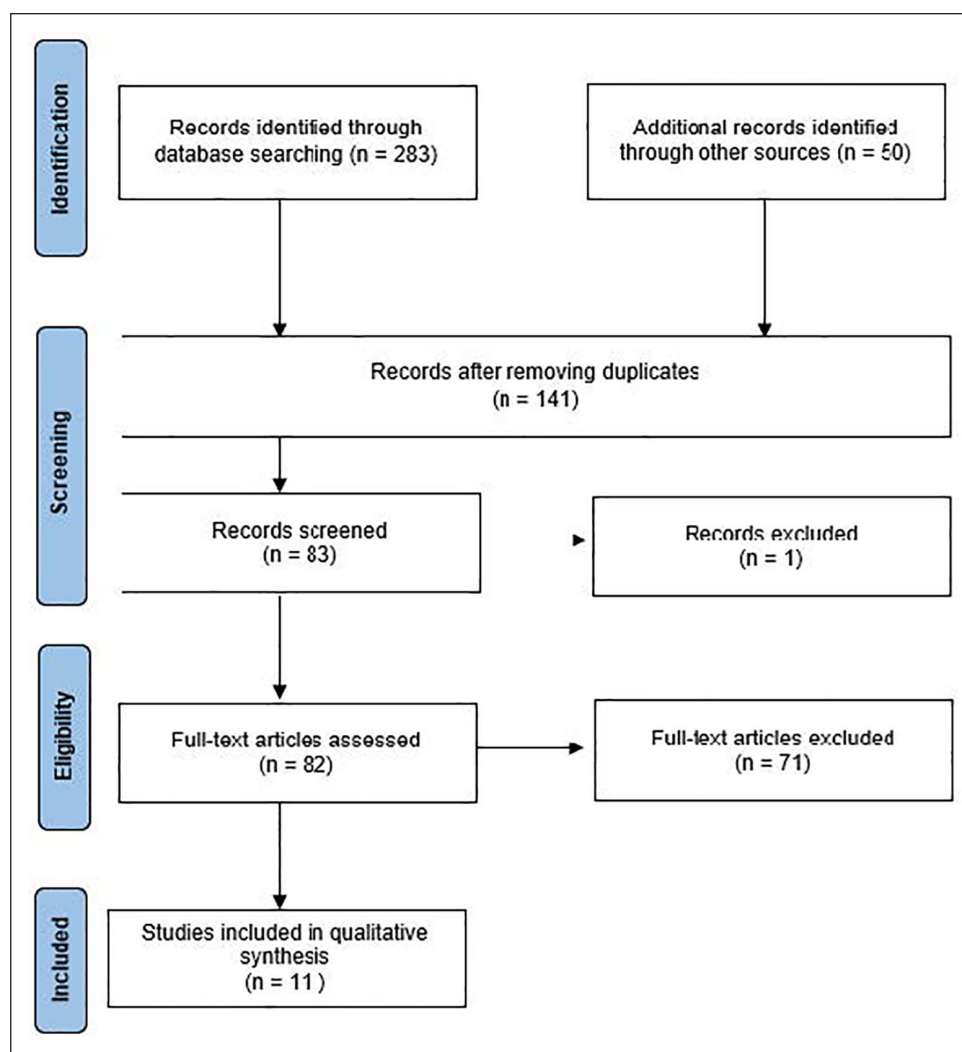 Identification
Records identified through
database searching (n = 283)
Additional records identified
through other sources (n = 50)
Screening
Records after removing duplicates
(n = 141)
Records screened
(n = 83)
Records excluded
(n = 1)
Eligibility
Full-text articles assessed
(n = 82)
Full-text articles excluded
(n = 71)
Included
Studies included in qualitative
synthesis
(n = 11 )